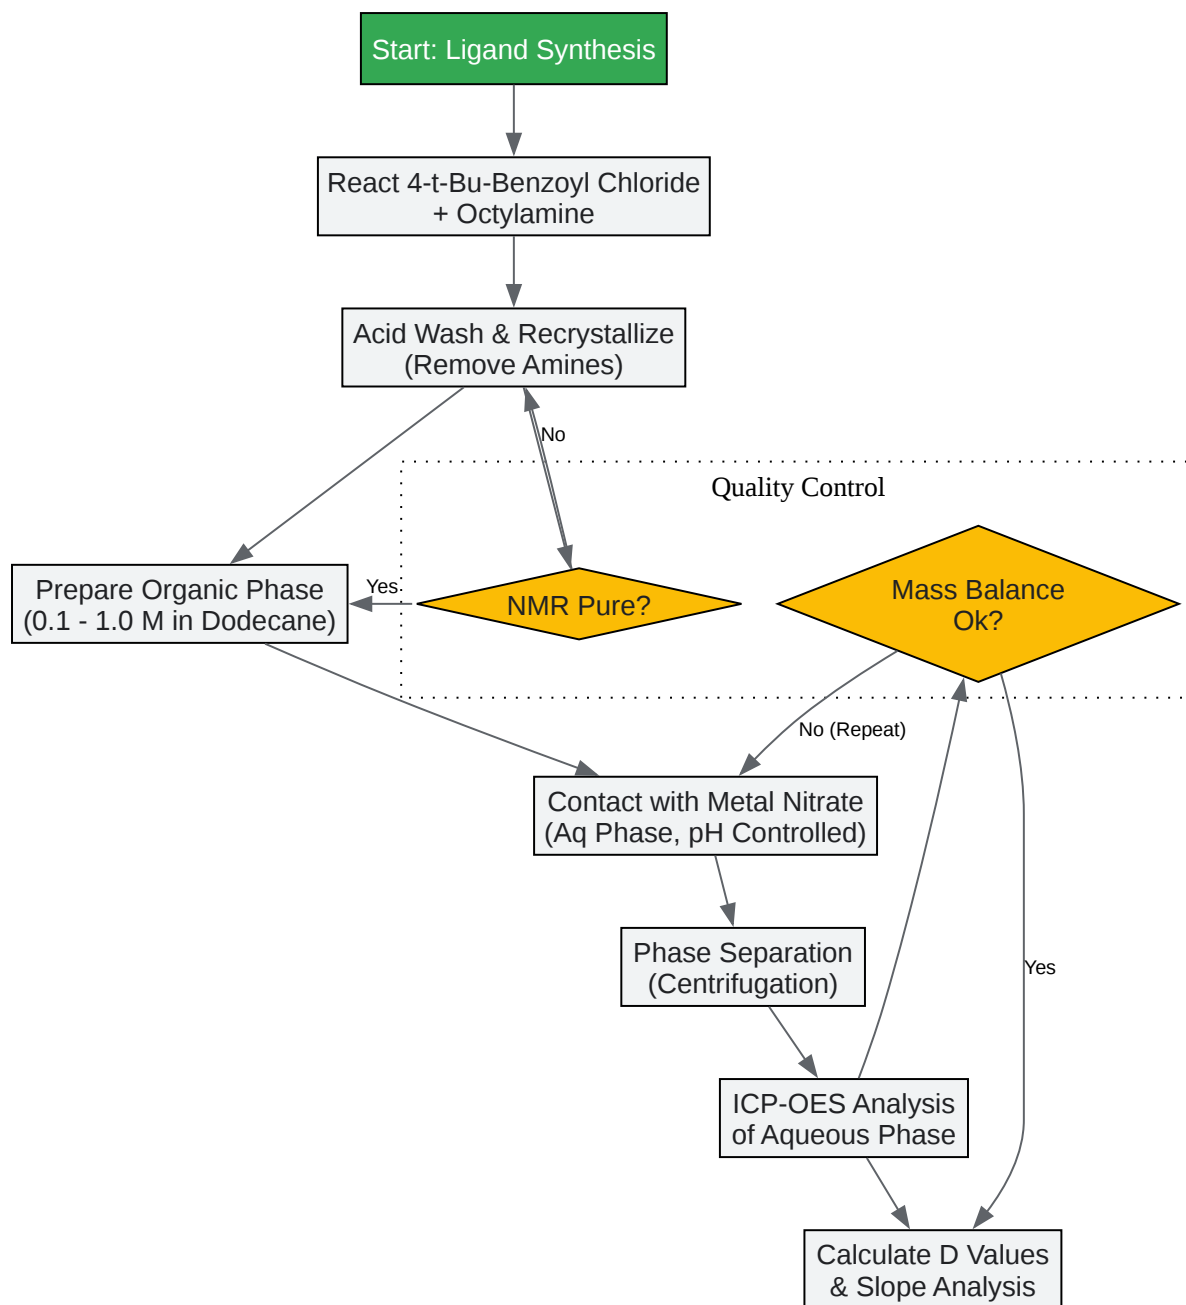 Start: Ligand Synthesis
React 4-t-Bu-Benzoyl Chloride
+ Octylamine
Acid Wash & Recrystallize
(Remove Amines)
No
Quality Control
Prepare Organic Phase
(0.1 - 1.0 M in Dodecane)
Yes
NMR Pure?
Mass Balance
Ok?
No (Repeat)
Contact with Metal Nitrate
(Aq Phase, pH Controlled)
Phase Separation
(Centrifugation)
Yes
ICP-OES Analysis
of Aqueous Phase
Calculate D Values
& Slope Analysis